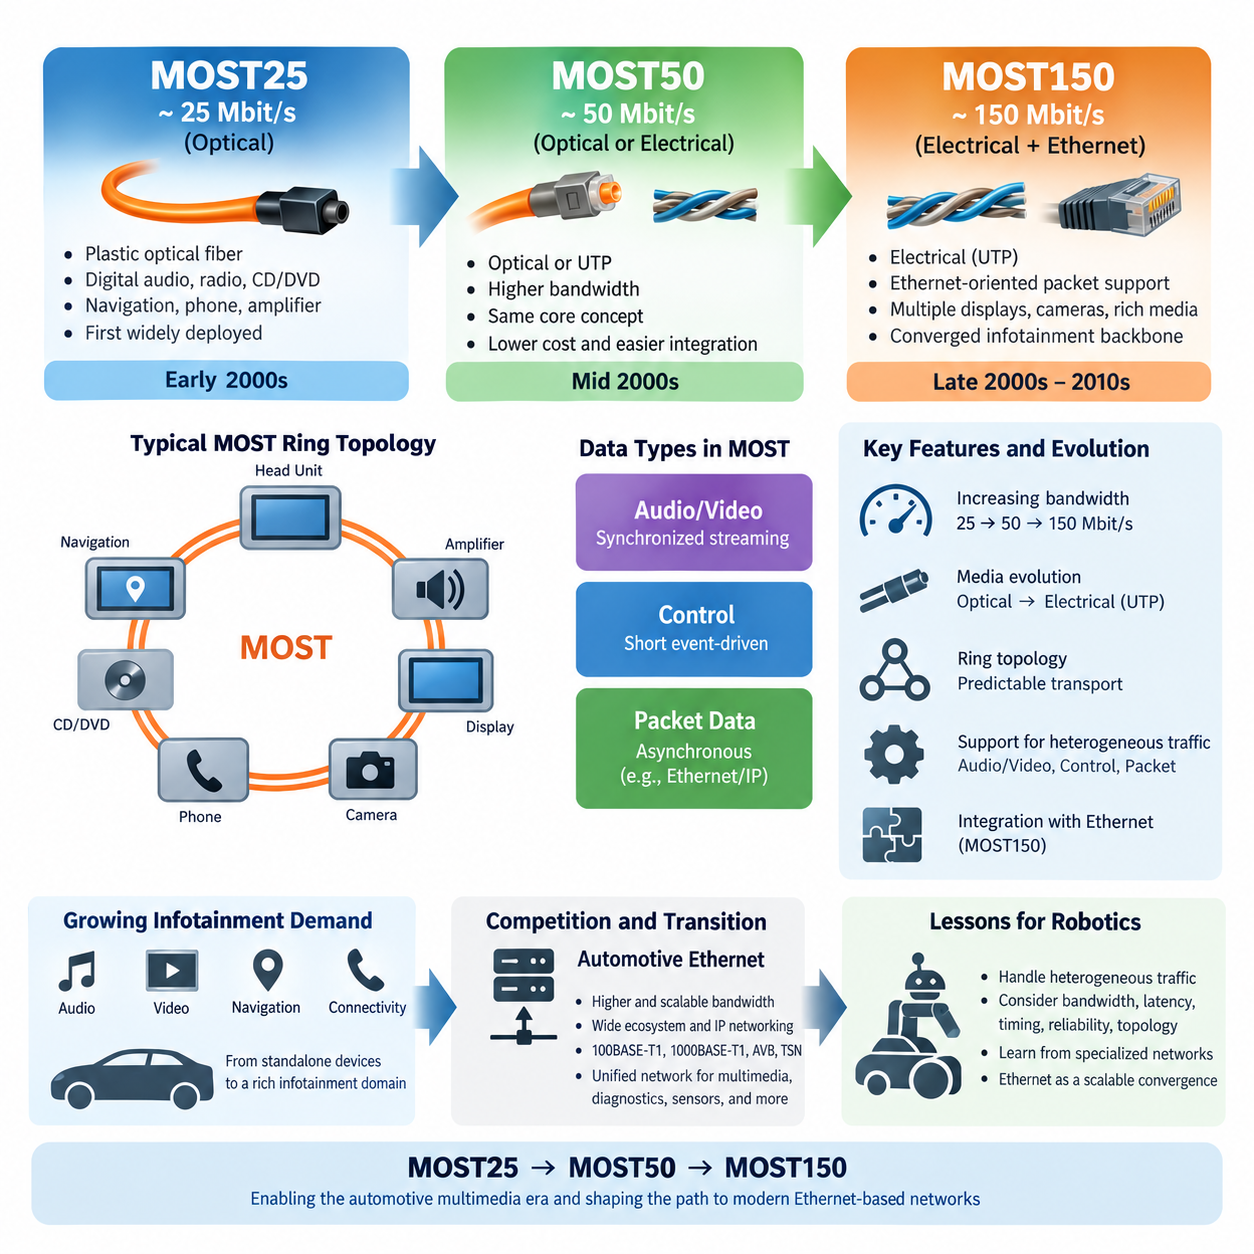 MOST25
~ 25 Mbit/s
(Optical)
• Plastic optical fiber
• Digital audio, radio, CD/DVD
• Navigation, phone, amplifier
• First widely deployed
Early 2000s
MOST50
~ 50 Mbit/s
(Optical or Electrical)
• Optical or UTP
• Higher bandwidth
• Same core concept
• Lower cost and easier integration
Mid 2000s
MOST150
~ 150 Mbit/s
(Electrical + Ethernet)
• Electrical (UTP)
• Ethernet-oriented packet support
• Multiple displays, cameras, rich media
• Converged infotainment backbone
Late 2000s – 2010s
Typical MOST Ring Topology
Head Unit
Navigation
Amplifier
MOST
CD/DVD
Display
Phone
Camera
Data Types in MOST
Audio/Video
Synchronized streaming
Control
Short event-driven
Packet Data
Asynchronous
(e.g., Ethernet/IP)
Key Features and Evolution
Increasing bandwidth
25 → 50 → 150 Mbit/s
Media evolution
Optical → Electrical (UTP)
Ring topology
Predictable transport
Support for heterogeneous traffic
Audio/Video, Control, Packet
Integration with Ethernet
(MOST150)
Growing Infotainment Demand
Audio
Video
Navigation
Connectivity
From standalone devices
to a rich infotainment domain
Competition and Transition
Automotive Ethernet
• Higher and scalable bandwidth
• Wide ecosystem and IP networking
• 100BASE-T1, 1000BASE-T1, AVB, TSN
• Unified network for multimedia,
diagnostics, sensors, and more
Lessons for Robotics
• Handle heterogeneous traffic
• Consider bandwidth, latency,
timing, reliability, topology
• Learn from specialized networks
• Ethernet as a scalable convergence
MOST25 → MOST50 → MOST150
Enabling the automotive multimedia era and shaping the path to modern Ethernet-based networks